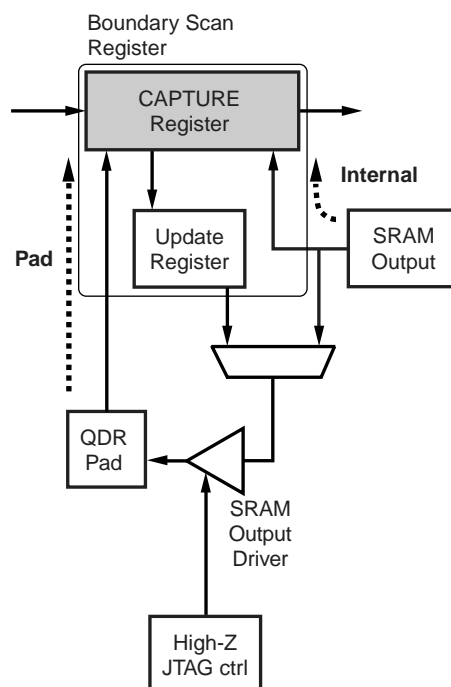 Boundary Scan
Register
CAPTURE
Register
Internal
Pad
Update
Register
SRAM
Output
QDR
Pad
SRAM
Output
Driver
High-Z
JTAG ctrl